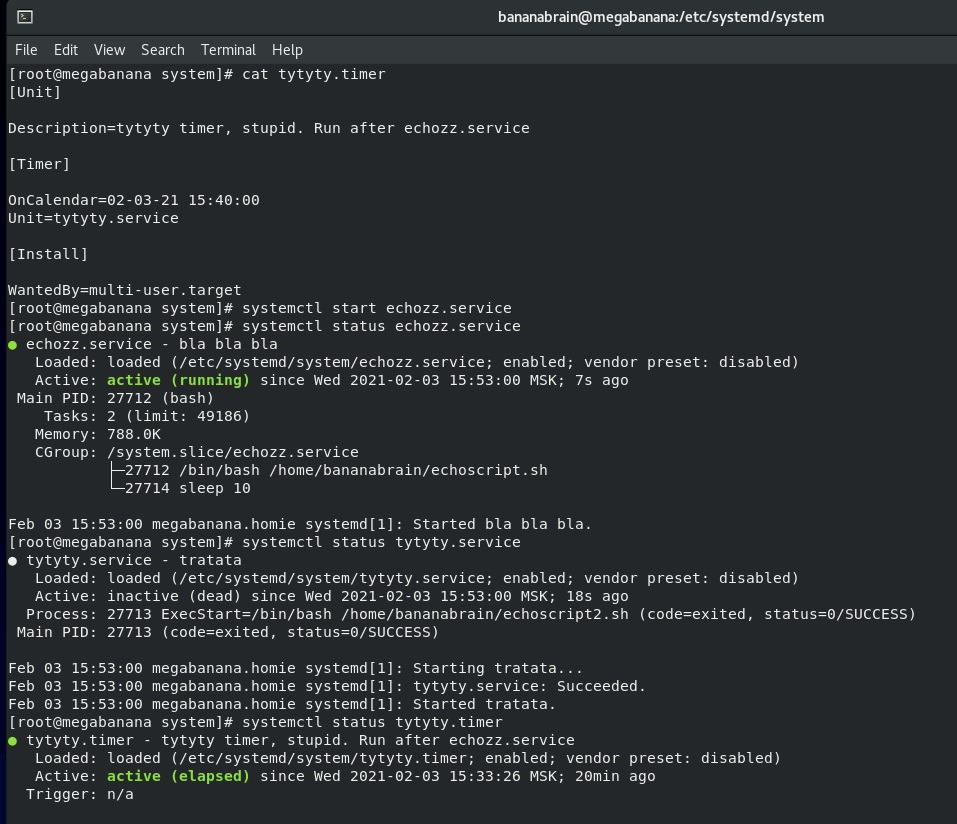 bananabrain@megabanana:/etc/systemd/system
File Edit View Search Terminal Help
[root@megabanana system]# cat tytyty.timer
[Unit]
Description=tytyty timer, stupid. Run after echozz.service
[Timer]
OnCalendar=02-03-21 15:40:00
Unit=tytyty.service
[Install]
WantedBy=multi-user.target
[root@megabanana system]# systemctl start echozz.service
[root@megabanana system]# systemctl status echozz.service
● echozz.service - bla bla bla
   Loaded: loaded (/etc/systemd/system/echozz.service; enabled; vendor preset: disabled)
   Active: active (running) since Wed 2021-02-03 15:53:00 MSK; 7s ago
 Main PID: 27712 (bash)
    Tasks: 2 (limit: 49186)
   Memory: 788.0K
   CGroup: /system.slice/echozz.service
           ├─27712 /bin/bash /home/bananabrain/echoscript.sh
           └─27714 sleep 10
Feb 03 15:53:00 megabanana.homie systemd[1]: Started bla bla bla.
[root@megabanana system]# systemctl status tytyty.service
● tytyty.service - tratata
   Loaded: loaded (/etc/systemd/system/tytyty.service; enabled; vendor preset: disabled)
   Active: inactive (dead) since Wed 2021-02-03 15:53:00 MSK; 18s ago
  Process: 27713 ExecStart=/bin/bash /home/bananabrain/echoscript2.sh (code=exited, status=0/SUCCESS)
 Main PID: 27713 (code=exited, status=0/SUCCESS)
Feb 03 15:53:00 megabanana.homie systemd[1]: Starting tratata...
Feb 03 15:53:00 megabanana.homie systemd[1]: tytyty.service: Succeeded.
Feb 03 15:53:00 megabanana.homie systemd[1]: Started tratata.
[root@megabanana system]# systemctl status tytyty.timer
● tytyty.timer - tytyty timer, stupid. Run after echozz.service
   Loaded: loaded (/etc/systemd/system/tytyty.timer; enabled; vendor preset: disabled)
   Active: active (elapsed) since Wed 2021-02-03 15:33:26 MSK; 20min ago
  Trigger: n/a